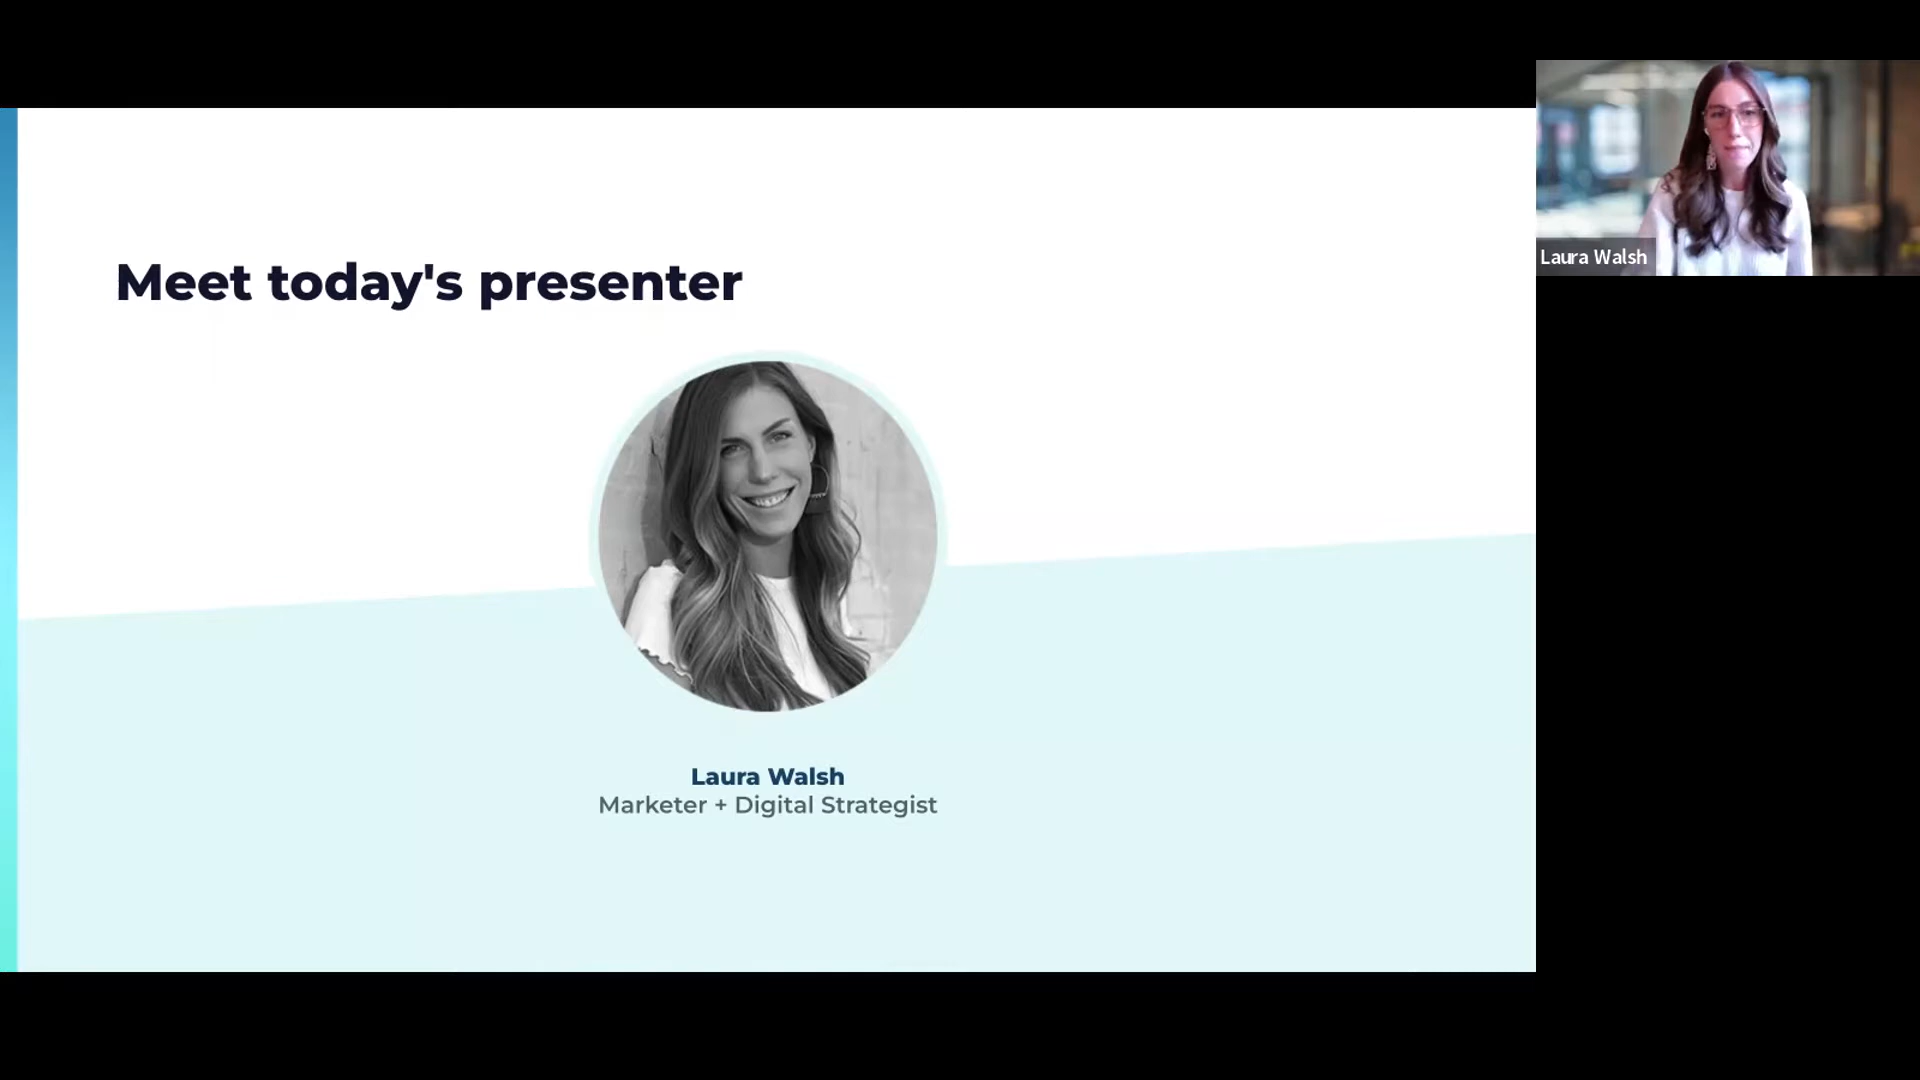 Meet today's presenter
Laura Walsh
Marketer + Digital Strategist
Laura Walsh